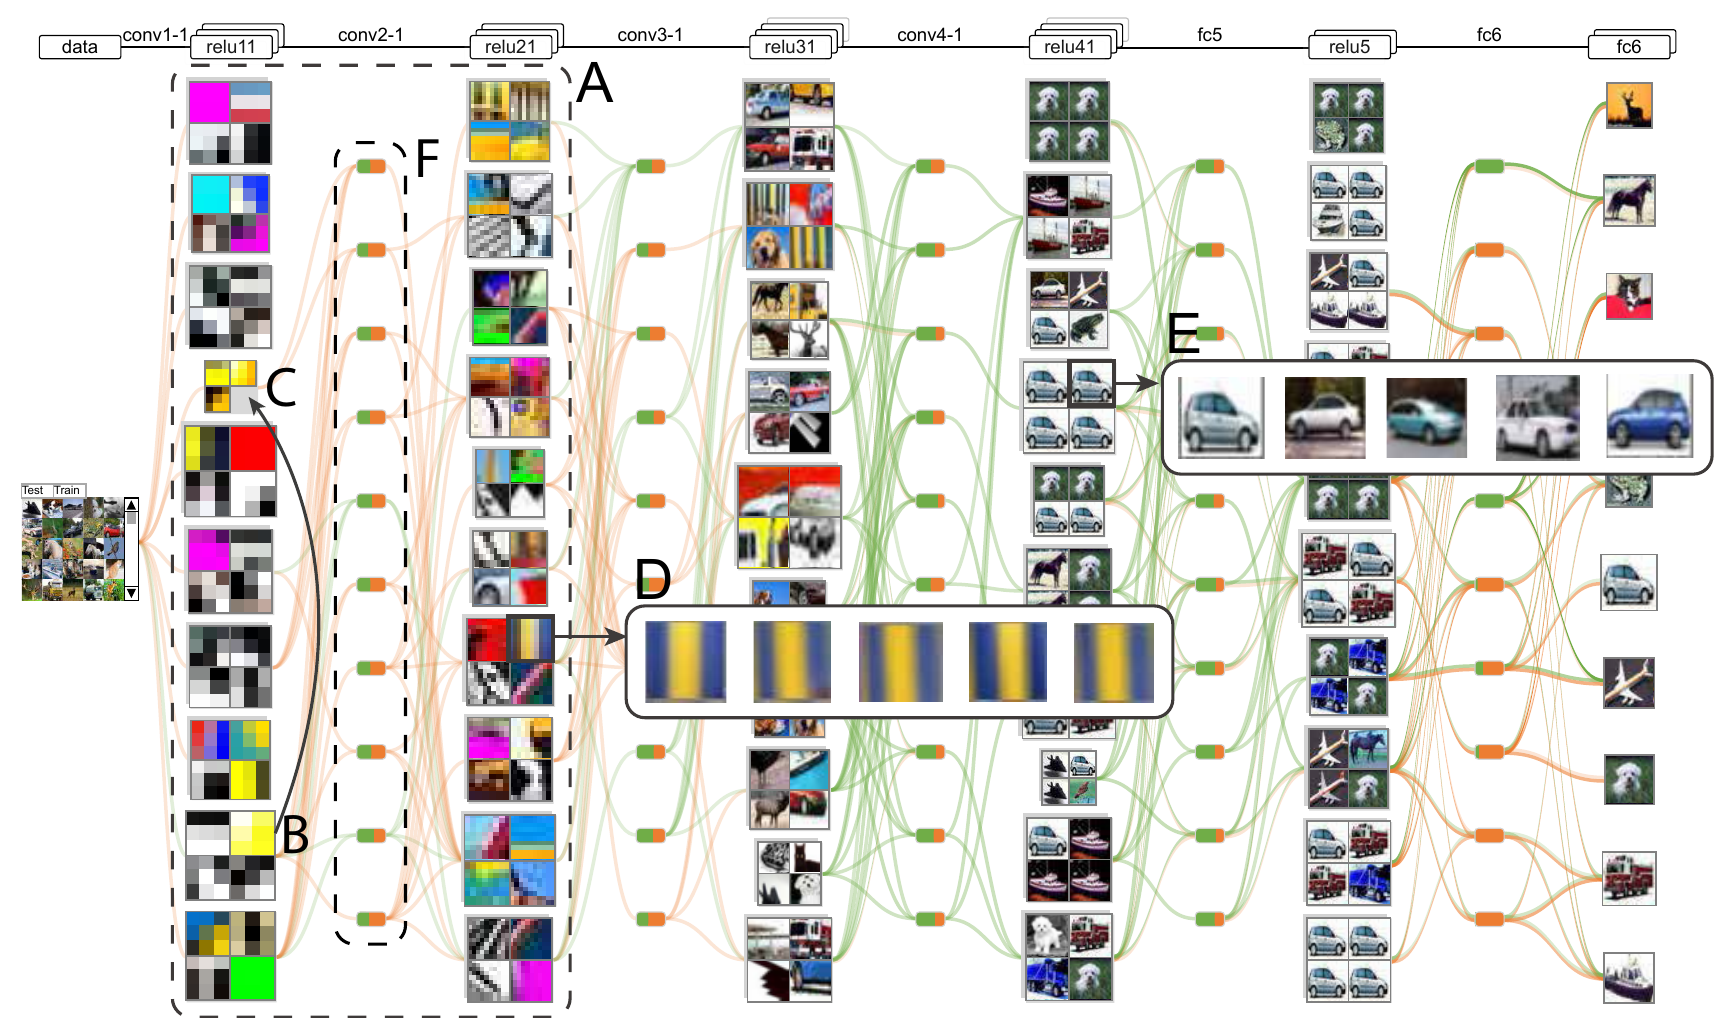 data conv1-1 relu11 conv2-1 relu21 conv3-1 relu31 conv4-1 relu41 fc5 relu5 fc6 fc6
A
F
E
C
Test Train
D
B